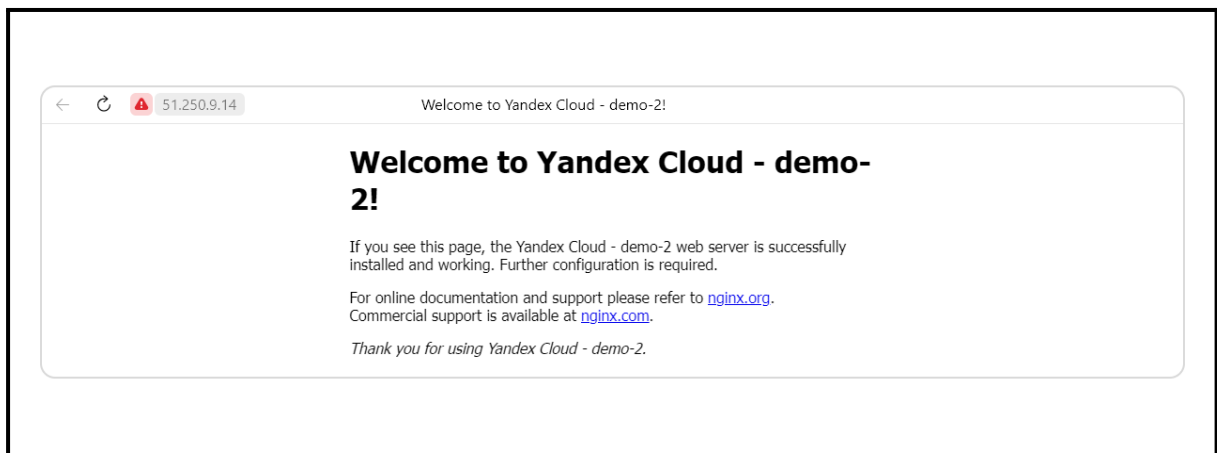 51.250.9.14
Welcome to Yandex Cloud - demo-2!
Welcome to Yandex Cloud - demo-
2!
If you see this page, the Yandex Cloud - demo-2 web server is successfully
installed and working. Further configuration is required.
For online documentation and support please refer to nginx.org.
Commercial support is available at nginx.com.
Thank you for using Yandex Cloud - demo-2.